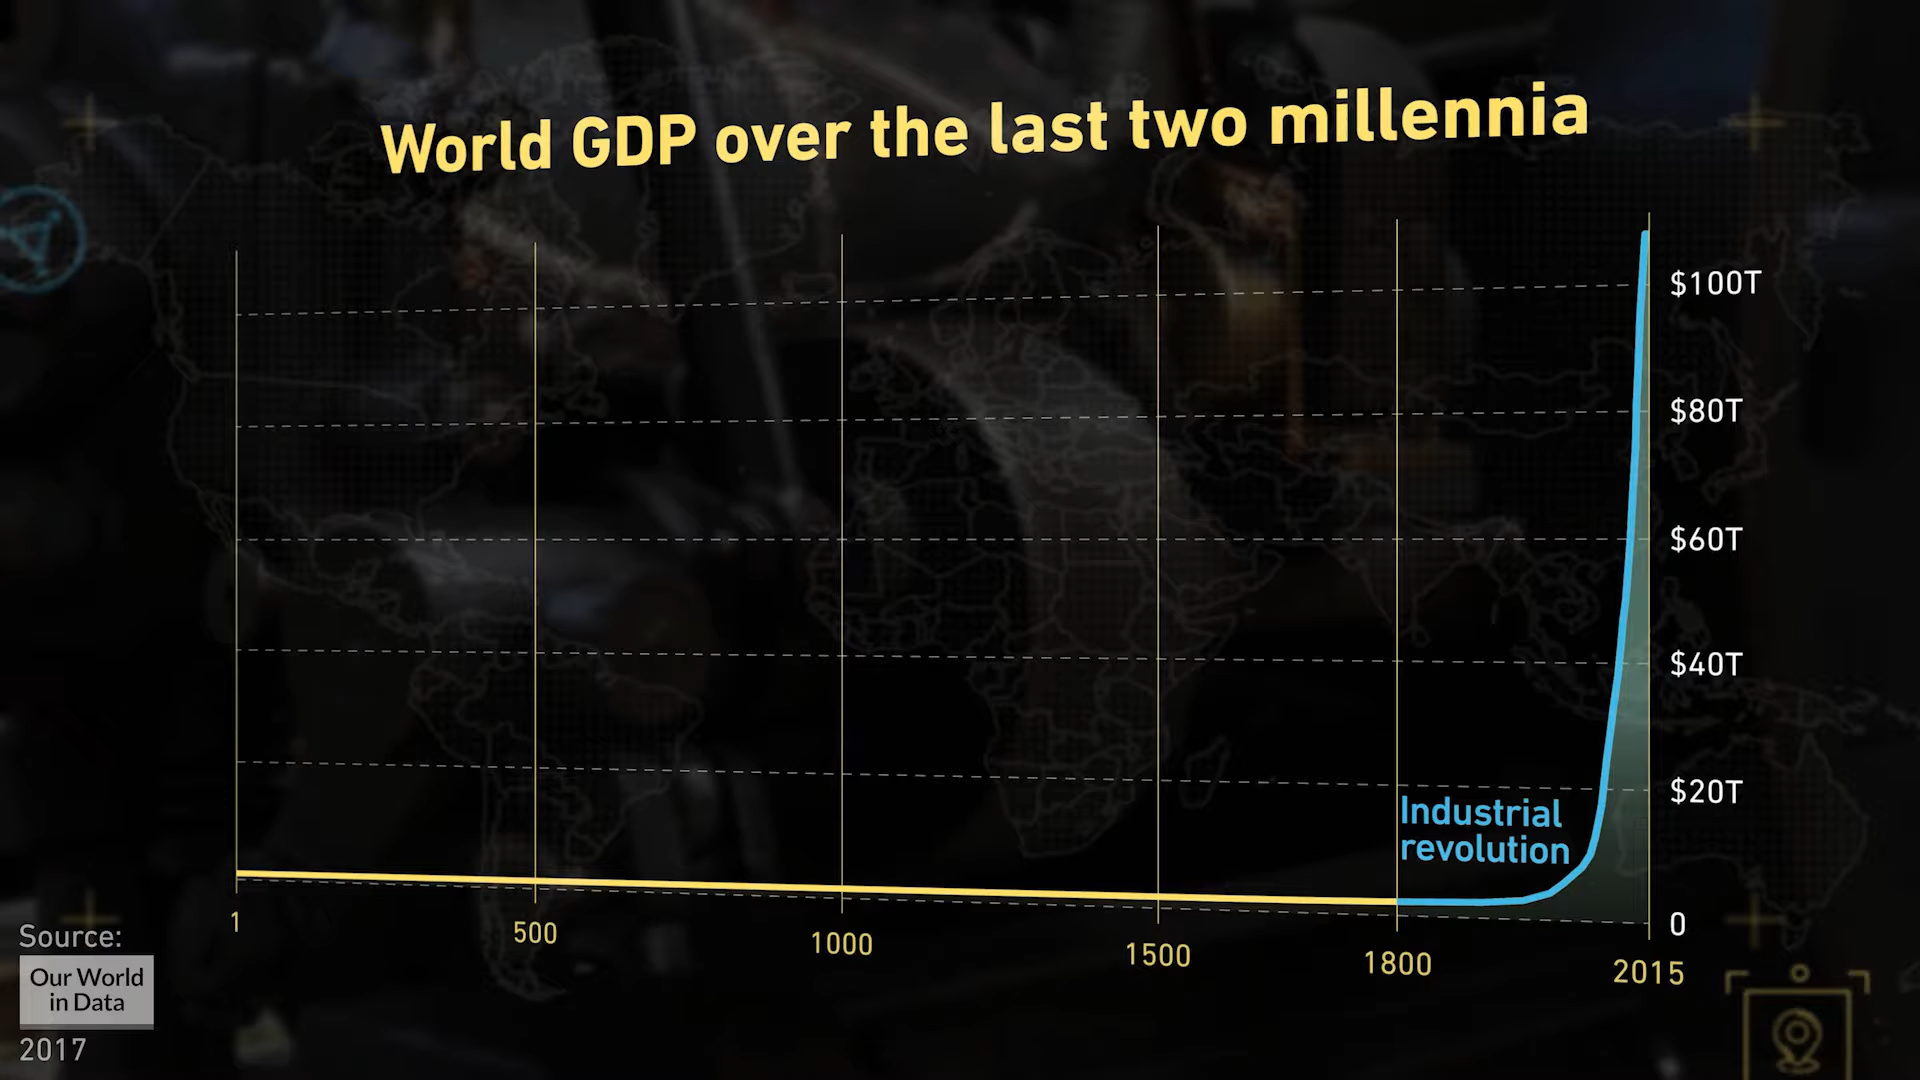 World GDP over the last two millennia
$100T
$80T
$60T
$40T
$20T
0
Industrial
revolution
1
500
1000
1500
1800
2015
Source:
Our World
in Data
2017